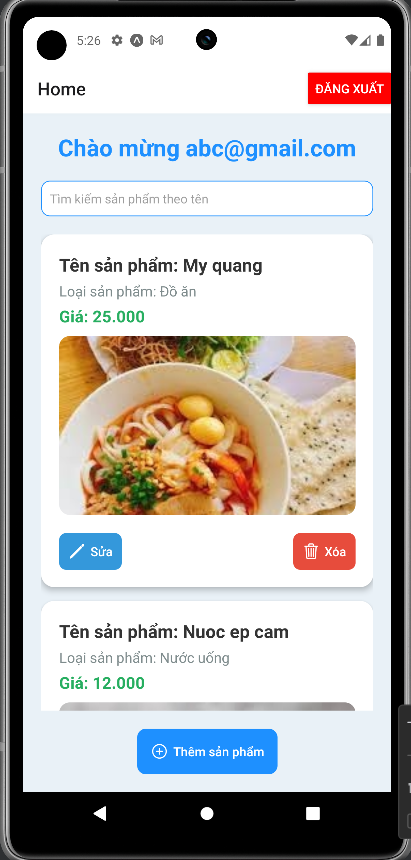 5:26
Home
ĐĂNG XUẤT
Chào mừng abc@gmail.com
Tìm kiếm sản phẩm theo tên
Tên sản phẩm: My quang
Loại sản phẩm: Đồ ăn
Giá: 25.000
Sửa
Xóa
Tên sản phẩm: Nuoc ep cam
Loại sản phẩm: Nước uống
Giá: 12.000
Thêm sản phẩm